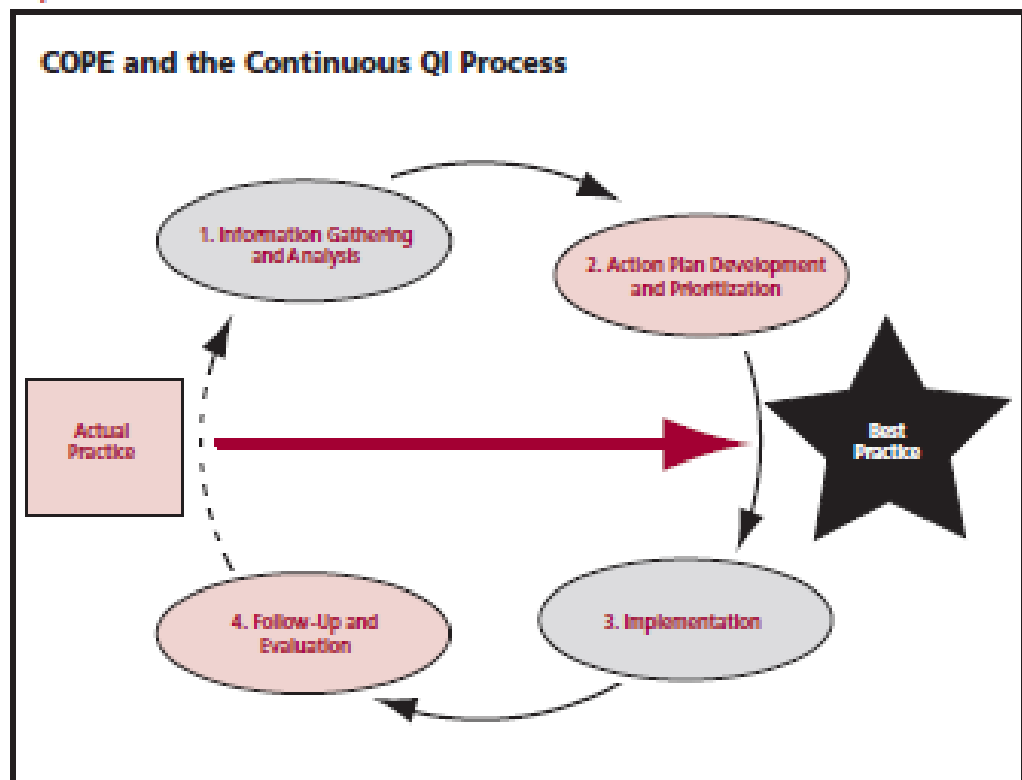 COPE and the Continuous QI Process
1. Information Gathering
and Analysis
2. Action Plan Development
and Prioritization
Actual
Practice
Best
Practice
4. Follow-Up and
Evaluation
3. Implementation